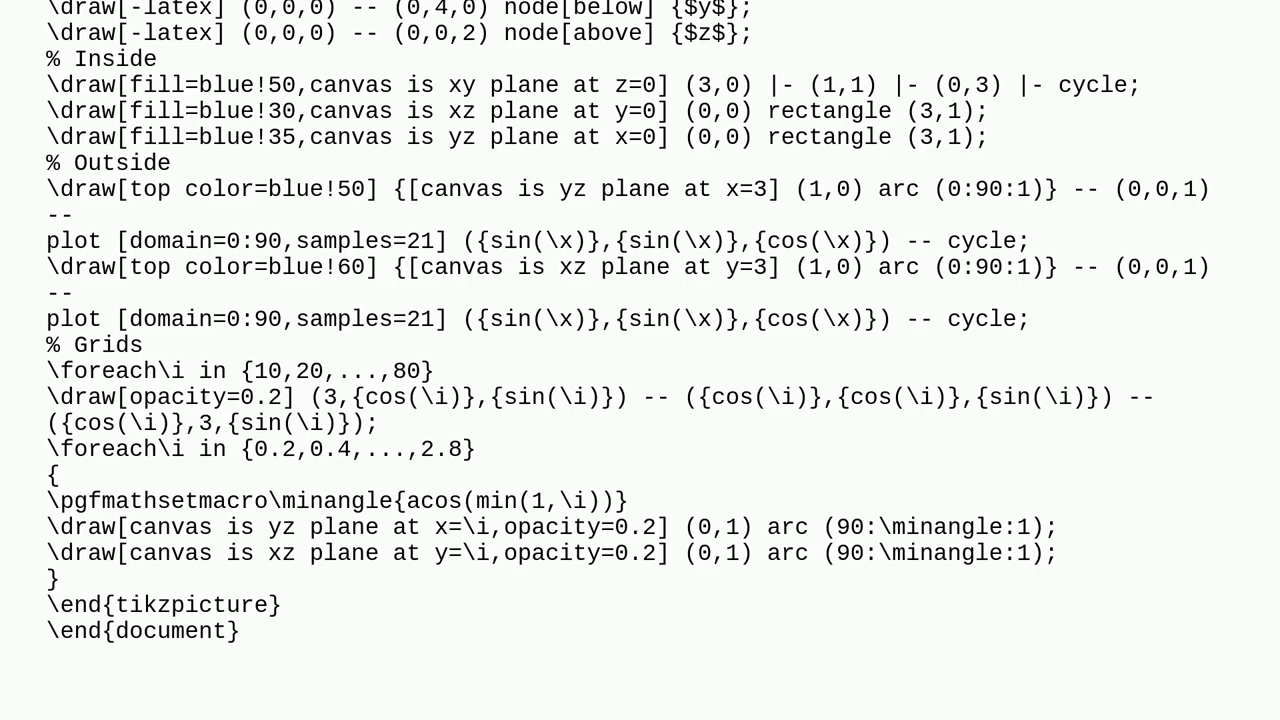 \draw[-latex] (0,0,0) -- (0,4,0) node[below] {$y$};
\draw[-latex] (0,0,0) -- (0,0,2) node[above] {$z$};
% Inside
\draw[fill=blue!50,canvas is xy plane at z=0] (3,0) |- (1,1) |- (0,3) |- cycle;
\draw[fill=blue!30,canvas is xz plane at y=0] (0,0) rectangle (3,1);
\draw[fill=blue!35,canvas is yz plane at x=0] (0,0) rectangle (3,1);
% Outside
\draw[top color=blue!50] {[canvas is yz plane at x=3] (1,0) arc (0:90:1)} -- (0,0,1)
--
plot [domain=0:90,samples=21] ({sin(\x)},{sin(\x)},{cos(\x)}) -- cycle;
\draw[top color=blue!60] {[canvas is xz plane at y=3] (1,0) arc (0:90:1)} -- (0,0,1)
--
plot [domain=0:90,samples=21] ({sin(\x)},{sin(\x)},{cos(\x)}) -- cycle;
% Grids
\foreach\i in {10,20,...,80}
\draw[opacity=0.2] (3,{cos(\i)},{sin(\i)}) -- ({cos(\i)},{cos(\i)},{sin(\i)}) --
({cos(\i)},3,{sin(\i)});
\foreach\i in {0.2,0.4,...,2.8}
{
\pgfmathsetmacro\minangle{acos(min(1,\i))}
\draw[canvas is yz plane at x=\i,opacity=0.2] (0,1) arc (90:\minangle:1);
\draw[canvas is xz plane at y=\i,opacity=0.2] (0,1) arc (90:\minangle:1);
}
\end{tikzpicture}
\end{document}